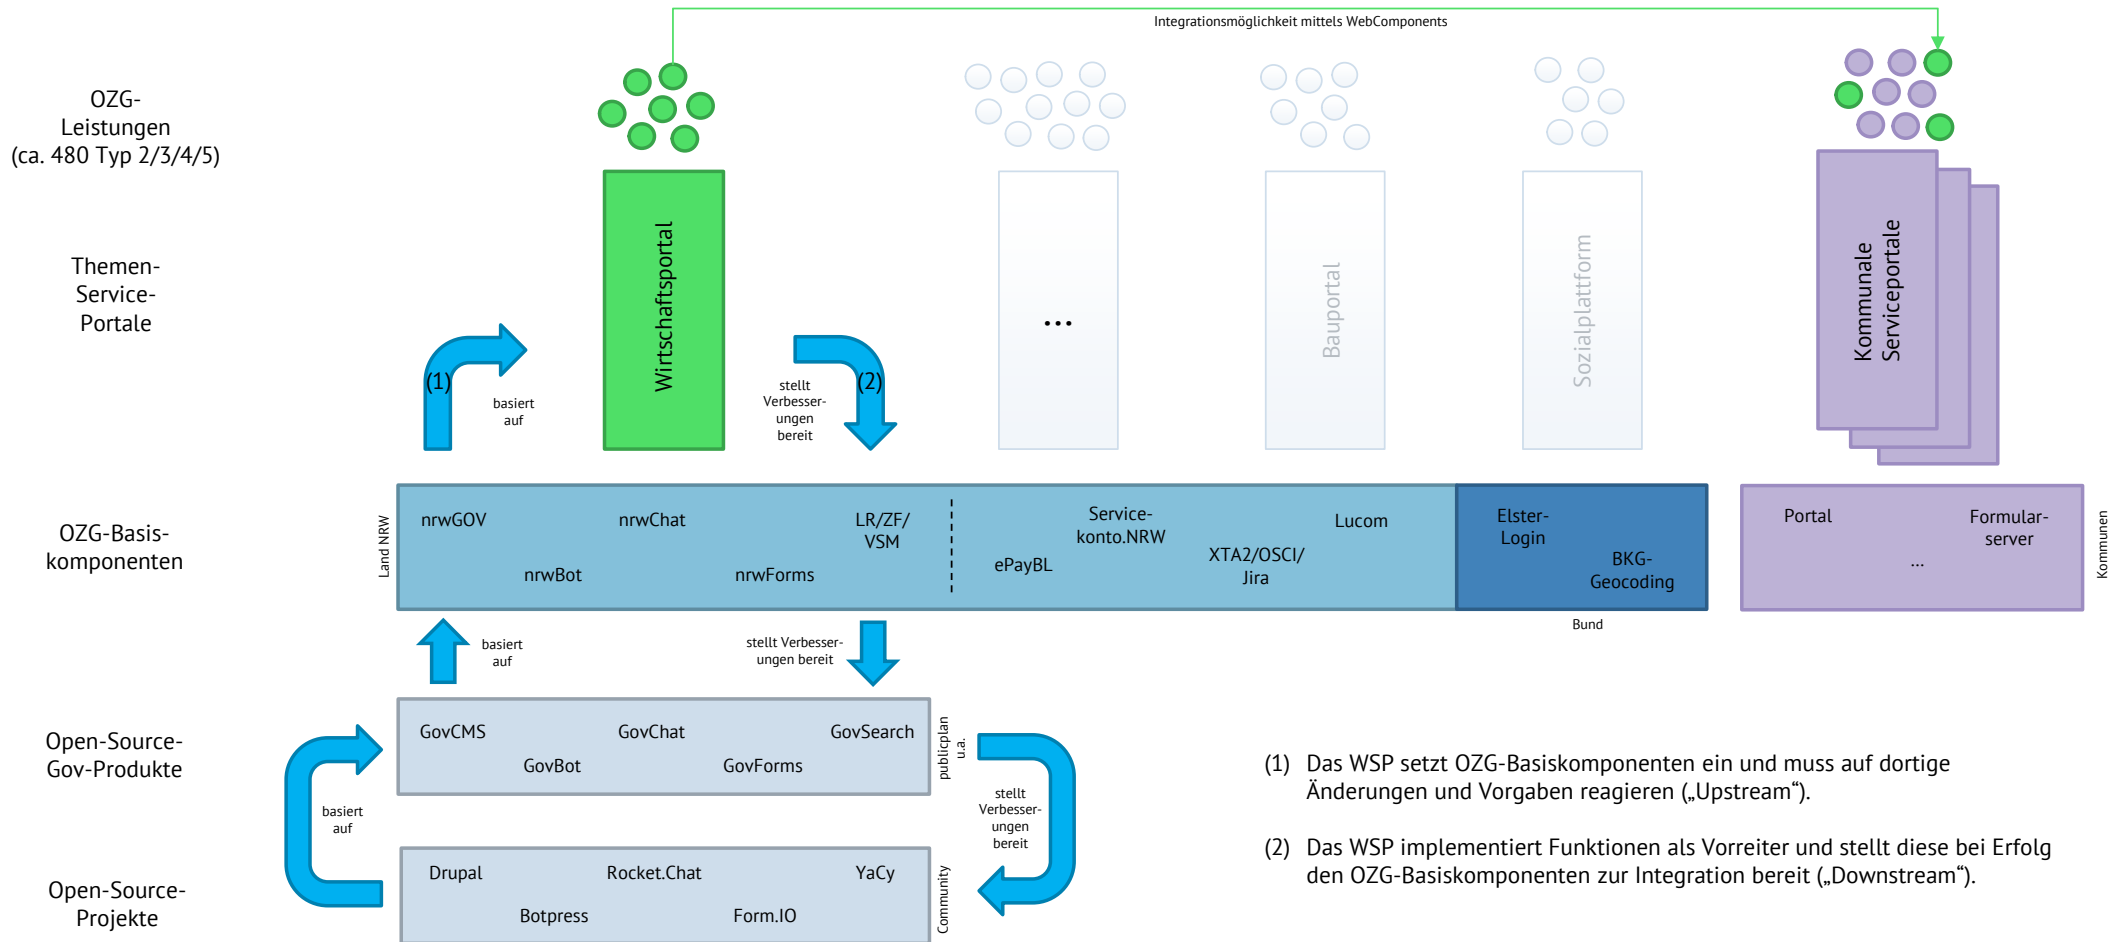 Integrationsmöglichkeit mittels WebComponents
OZG-
Leistungen
(ca. 480 Typ 2/3/4/5)
Themen-
Service-
Portale
Wirtschaftsportal
...
Bauportal
Sozialplattform
Kommunale
Serviceportale
(1)
basiert
auf
stellt
Verbesser-
ungen
bereit
(2)
OZG-Basis-
komponenten
Land NRW
nrwGOV
nrwChat
LR/ZF/
VSM
nrwBot
nrwForms
Service-
konto.NRW
Lucom
ePayBL
XTA2/OSCI/
Jira
Elster-
Login
BKG-
Geocoding
Bund
Portal
Formular-
server
...
Kommunen
basiert
auf
stellt Verbesser-
ungen bereit
Open-Source-
Gov-Produkte
GovCMS
GovChat
GovSearch
GovBot
GovForms
publicplan
u.a.
basiert
auf
stellt
Verbesser-
ungen
bereit
Open-Source-
Projekte
Drupal
Rocket.Chat
YaCy
Botpress
Form.IO
Community
(1) Das WSP setzt OZG-Basiskomponenten ein und muss auf dortige
Änderungen und Vorgaben reagieren („Upstream“).
(2) Das WSP implementiert Funktionen als Vorreiter und stellt diese bei Erfolg
den OZG-Basiskomponenten zur Integration bereit („Downstream“).